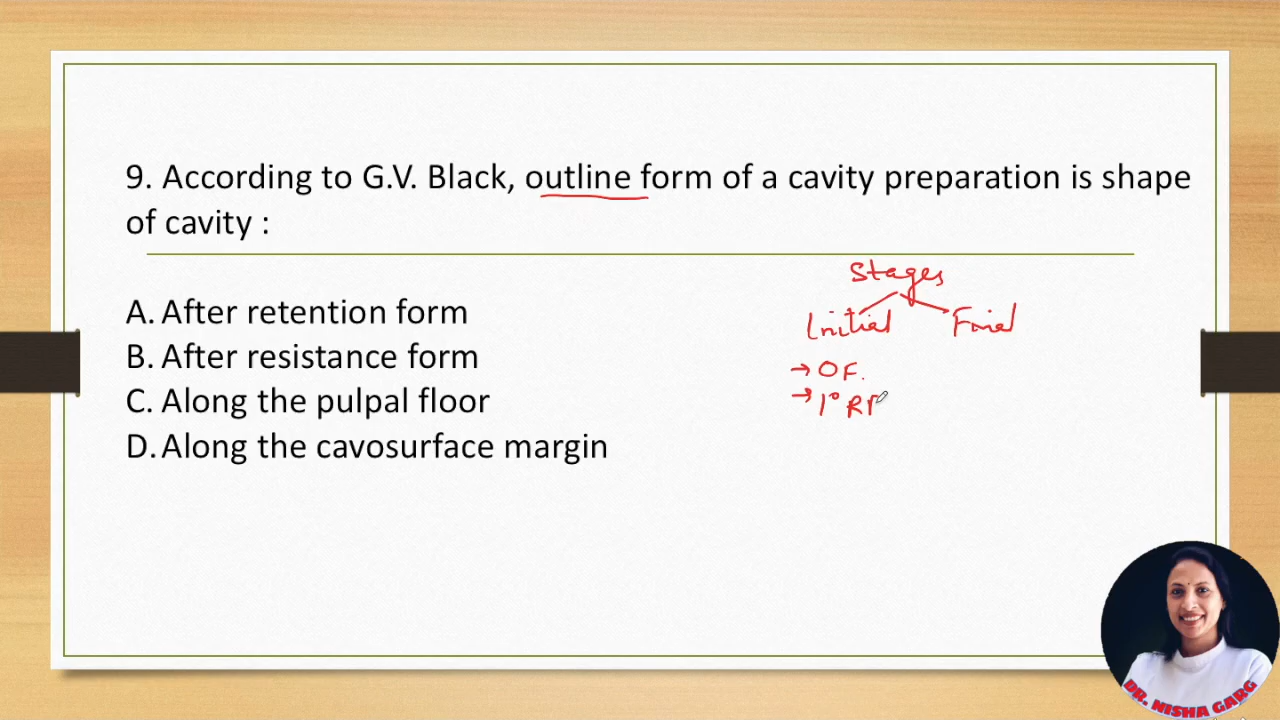 9. According to G.V. Black, outline form of a cavity preparation is shape
of cavity :
A. After retention form
B. After resistance form
C. Along the pulpal floor
D. Along the cavosurface margin
Stages
Initial Final
→ OF.
→ 1° RF
DR. NISHA GARG